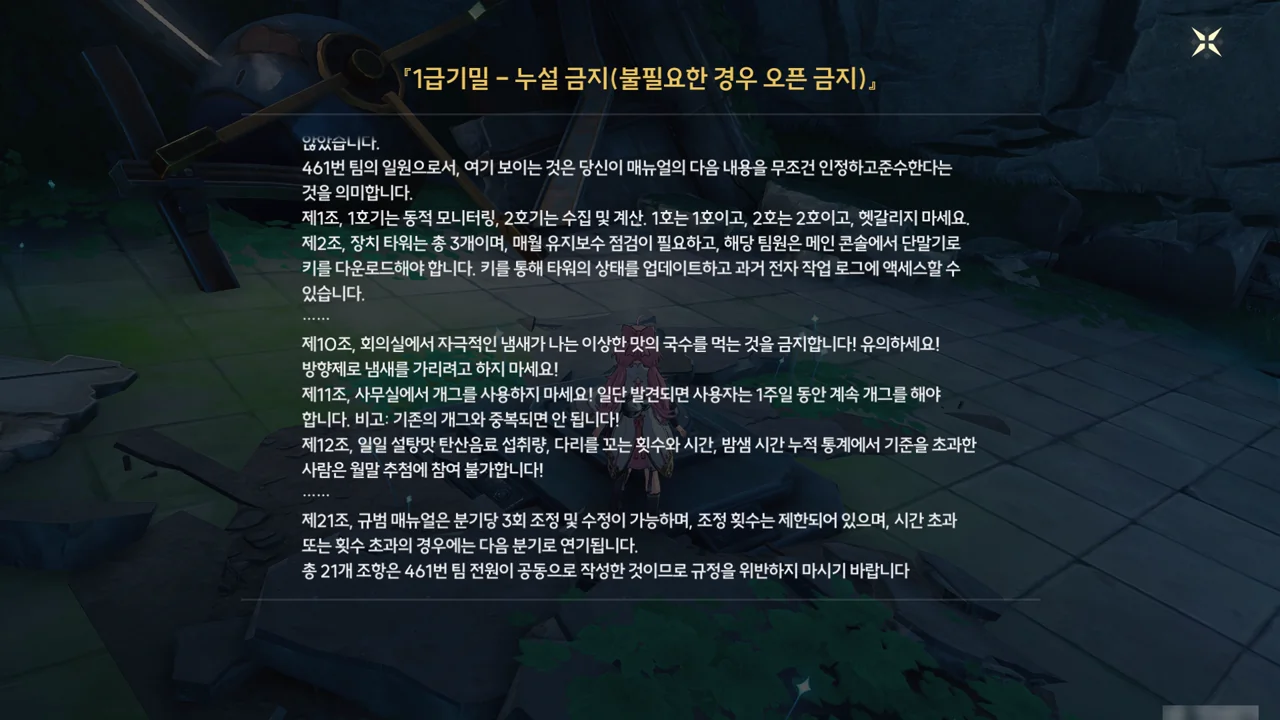 『1급기밀 – 누설 금지(불필요한 경우 오픈 금지)』
않았습니다.
461번 팀의 일원으로서, 여기 보이는 것은 당신이 매뉴얼의 다음 내용을 무조건 인정하고준수한다는
것을 의미합니다.
제1조, 1호기는 동적 모니터링, 2호기는 수집 및 계산. 1호는 1호이고, 2호는 2호이고, 헷갈리지 마세요.
제2조, 장치 타워는 총 3개이며, 매월 유지보수 점검이 필요하고, 해당 팀원은 메인 콘솔에서 단말기로
키를 다운로드해야 합니다. 키를 통해 타워의 상태를 업데이트하고 과거 전자 작업 로그에 액세스할 수
있습니다.
……
제10조, 회의실에서 자극적인 냄새가 나는 이상한 맛의 국수를 먹는 것을 금지합니다! 유의하세요!
방향제로 냄새를 가리려고 하지 마세요!
제11조, 사무실에서 개그를 사용하지 마세요! 일단 발견되면 사용자는 1주일 동안 계속 개그를 해야
합니다. 비고: 기존의 개그와 중복되면 안 됩니다!
제12조, 일일 설탕맛 탄산음료 섭취량, 다리를 꼬는 횟수와 시간, 밤샘 시간 누적 통계에서 기준을 초과한
사람은 월말 추첨에 참여 불가합니다!
……
제21조, 규범 매뉴얼은 분기당 3회 조정 및 수정이 가능하며, 조정 횟수는 제한되어 있으며, 시간 초과
또는 횟수 초과의 경우에는 다음 분기로 연기됩니다.
총 21개 조항은 461번 팀 전원이 공동으로 작성한 것이므로 규정을 위반하지 마시기 바랍니다